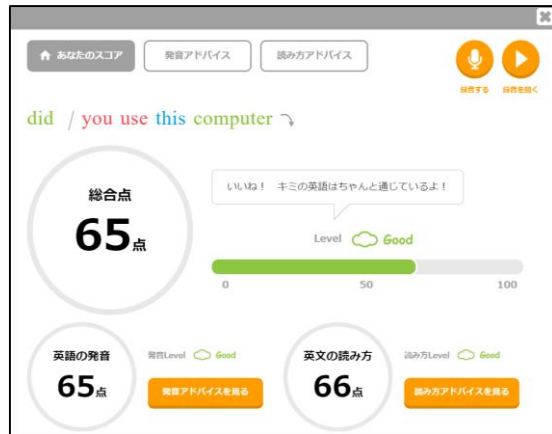 あなたのスコア 発音アドバイス 読み方アドバイス
録音する 録音を聞く
did / you use this computer
総合点
65点
いいね! キミの英語はちゃんと通じているよ!
Level Good
0 50 100
英語の発音
65点
発音Level Good
発音アドバイスを見る
英文の読み方
66点
読み方Level Good
読み方アドバイスを見る